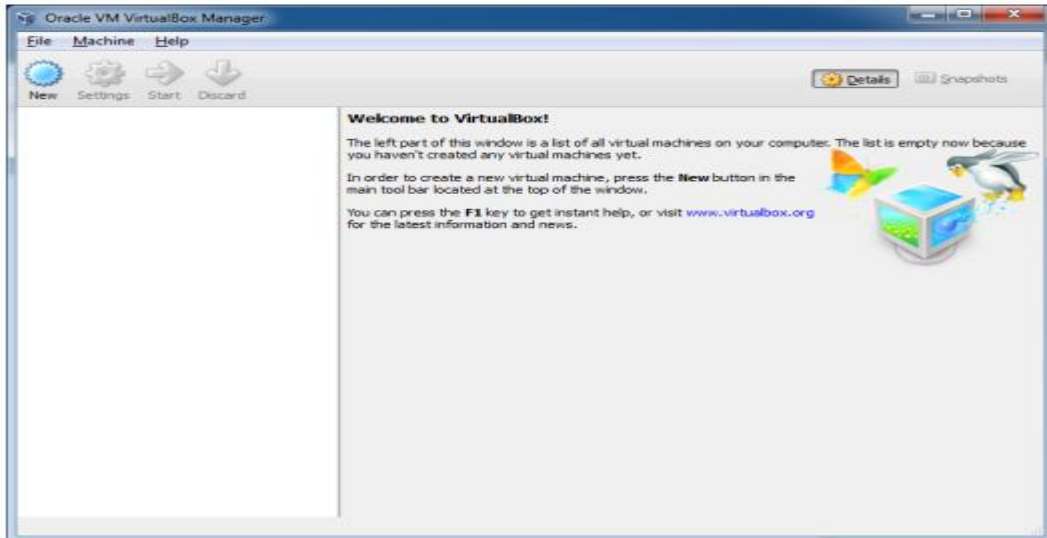 Oracle VM VirtualBox Manager
File Machine Help
New Settings Start Discard
Details Snapshots
Welcome to VirtualBox!
The left part of this window is a list of all virtual machines on your computer. The list is empty now because
you haven't created any virtual machines yet.
In order to create a new virtual machine, press the New button in the
main tool bar located at the top of the window.
You can press the F1 key to get instant help, or visit www.virtualbox.org
for the latest information and news.